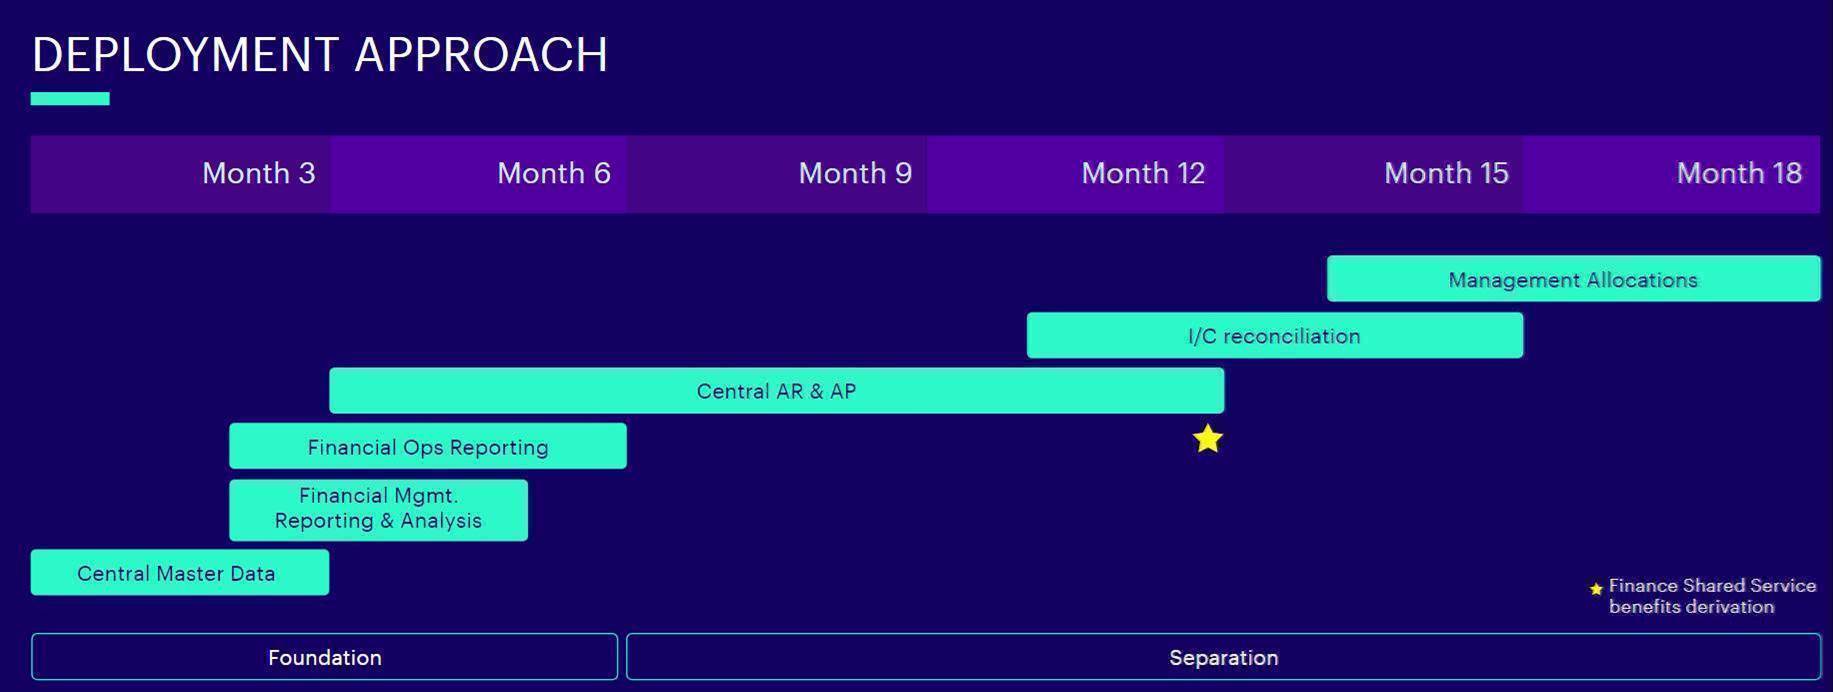 DEPLOYMENT APPROACH
Month 3
Month 6
Month 9
Month 12
Month 15
Month 18
Management Allocations
I/C reconciliation
Central AR & AP
Financial Ops Reporting
Financial Mgmt.
Reporting & Analysis
Central Master Data
Finance Shared Service
benefits derivation
Foundation
Separation